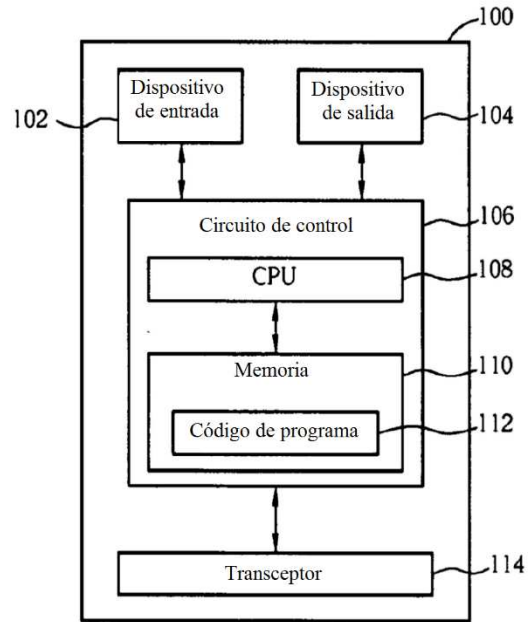 100
Dispositivo
de entrada
Dispositivo
de salida
102
104
Circuito de control
106
CPU
108
Memoria
110
Código de programa
112
Transceptor
114